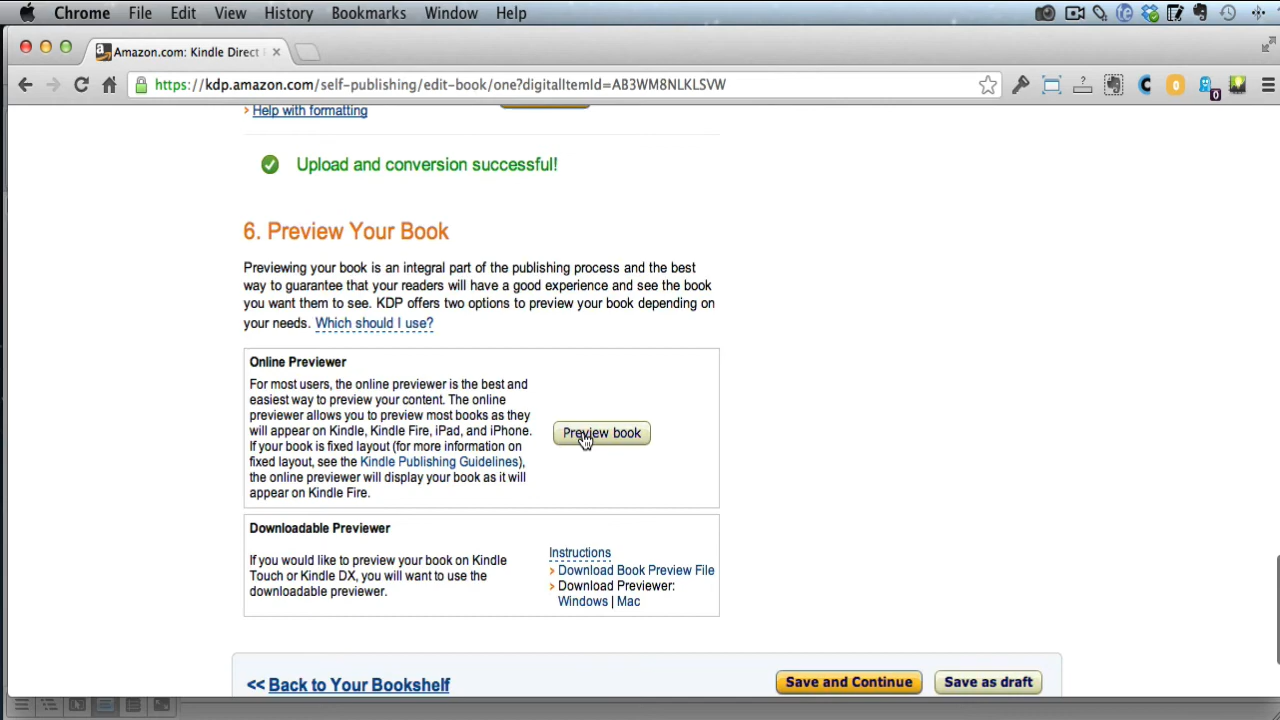 Chrome File Edit View History Bookmarks Window Help
Amazon.com: Kindle Direct
https://kdp.amazon.com/self-publishing/edit-book/one?digitalItemId=AB3WM8NLKLSVW
0
› Help with formatting
Upload and conversion successful!
6. Preview Your Book
Previewing your book is an integral part of the publishing process and the best
way to guarantee that your readers will have a good experience and see the book
you want them to see. KDP offers two options to preview your book depending on
your needs. Which should I use?
Online Previewer
For most users, the online previewer is the best and
easiest way to preview your content. The online
previewer allows you to preview most books as they
will appear on Kindle, Kindle Fire, iPad, and iPhone.
If your book is fixed layout (for more information on
fixed layout, see the Kindle Publishing Guidelines),
the online previewer will display your book as it will
appear on Kindle Fire.
Preview book
Downloadable Previewer
If you would like to preview your book on Kindle
Touch or Kindle DX, you will want to use the
downloadable previewer.
Instructions
› Download Book Preview File
› Download Previewer:
Windows | Mac
<< Back to Your Bookshelf
Save and Continue
Save as draft